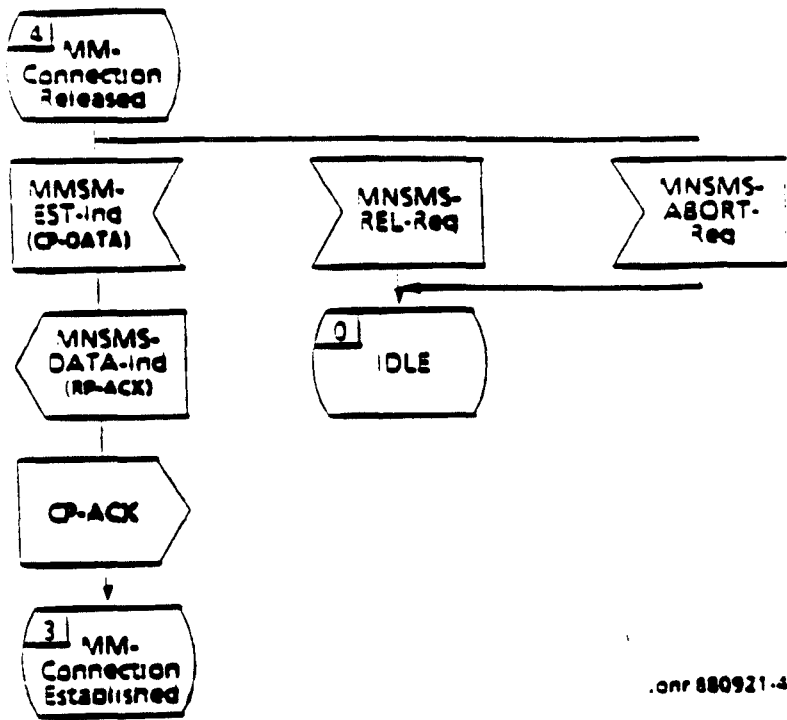 4
MM-
Connection
Released
MMSM-
EST-Ind
(CP-DATA)
MNSMS-
REL-Req
MNSMS-
ABORT-
Req
MNSMS-
DATA-Ind
(RP-ACK)
0
IDLE
CP-ACK
3
MM-
Connection
Established
.onr 880921-4